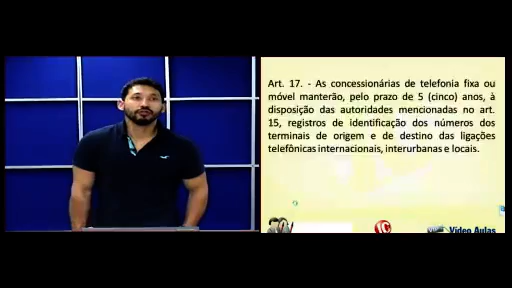 Art. 17. - As concessionárias de telefonia fixa ou
móvel manterão, pelo prazo de 5 (cinco) anos, à
disposição das autoridades mencionadas no art.
15, registros de identificação dos números dos
terminais de origem e de destino das ligações
telefônicas internacionais, interurbanas e locais.
Vídeo Aulas